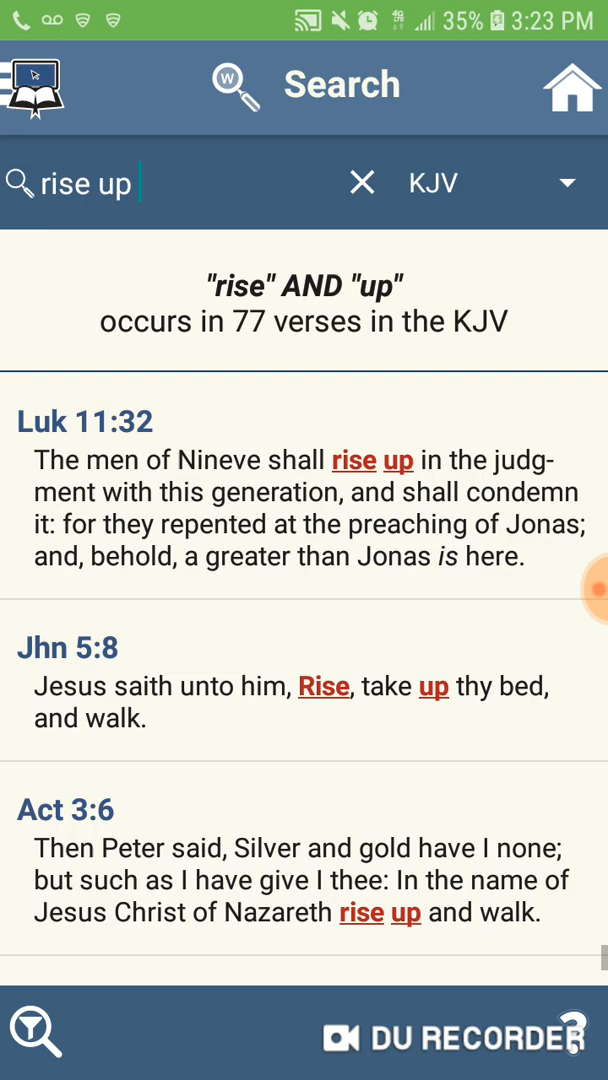 35% 3:23 PM
W Search
rise up KJV
"rise" AND "up"
occurs in 77 verses in the KJV
Luk 11:32
The men of Nineve shall rise up in the judg-
ment with this generation, and shall condemn
it: for they repented at the preaching of Jonas;
and, behold, a greater than Jonas is here.
Jhn 5:8
Jesus saith unto him, Rise, take up thy bed,
and walk.
Act 3:6
Then Peter said, Silver and gold have I none;
but such as I have give I thee: In the name of
Jesus Christ of Nazareth rise up and walk.
DU RECORDER ?